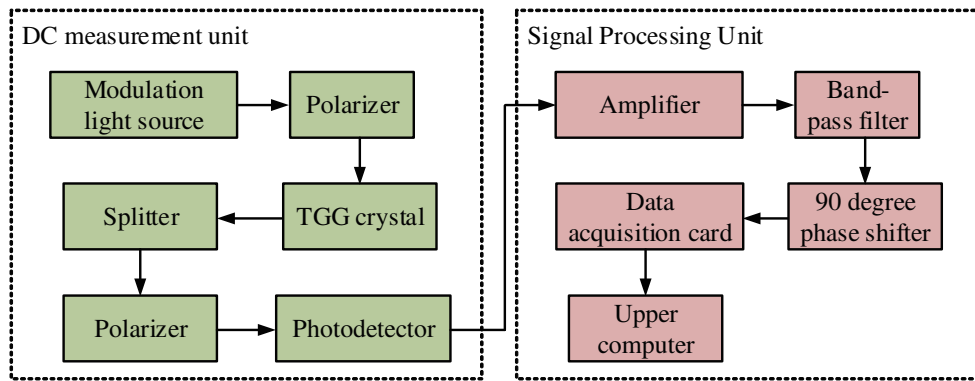 DC measurement unit
Modulation
light source
Polarizer
Splitter
TGG crystal
Polarizer
Photodetector
Signal Processing Unit
Amplifier
Band-
pass filter
Data
acquisition card
90 degree
phase shifter
Upper
computer